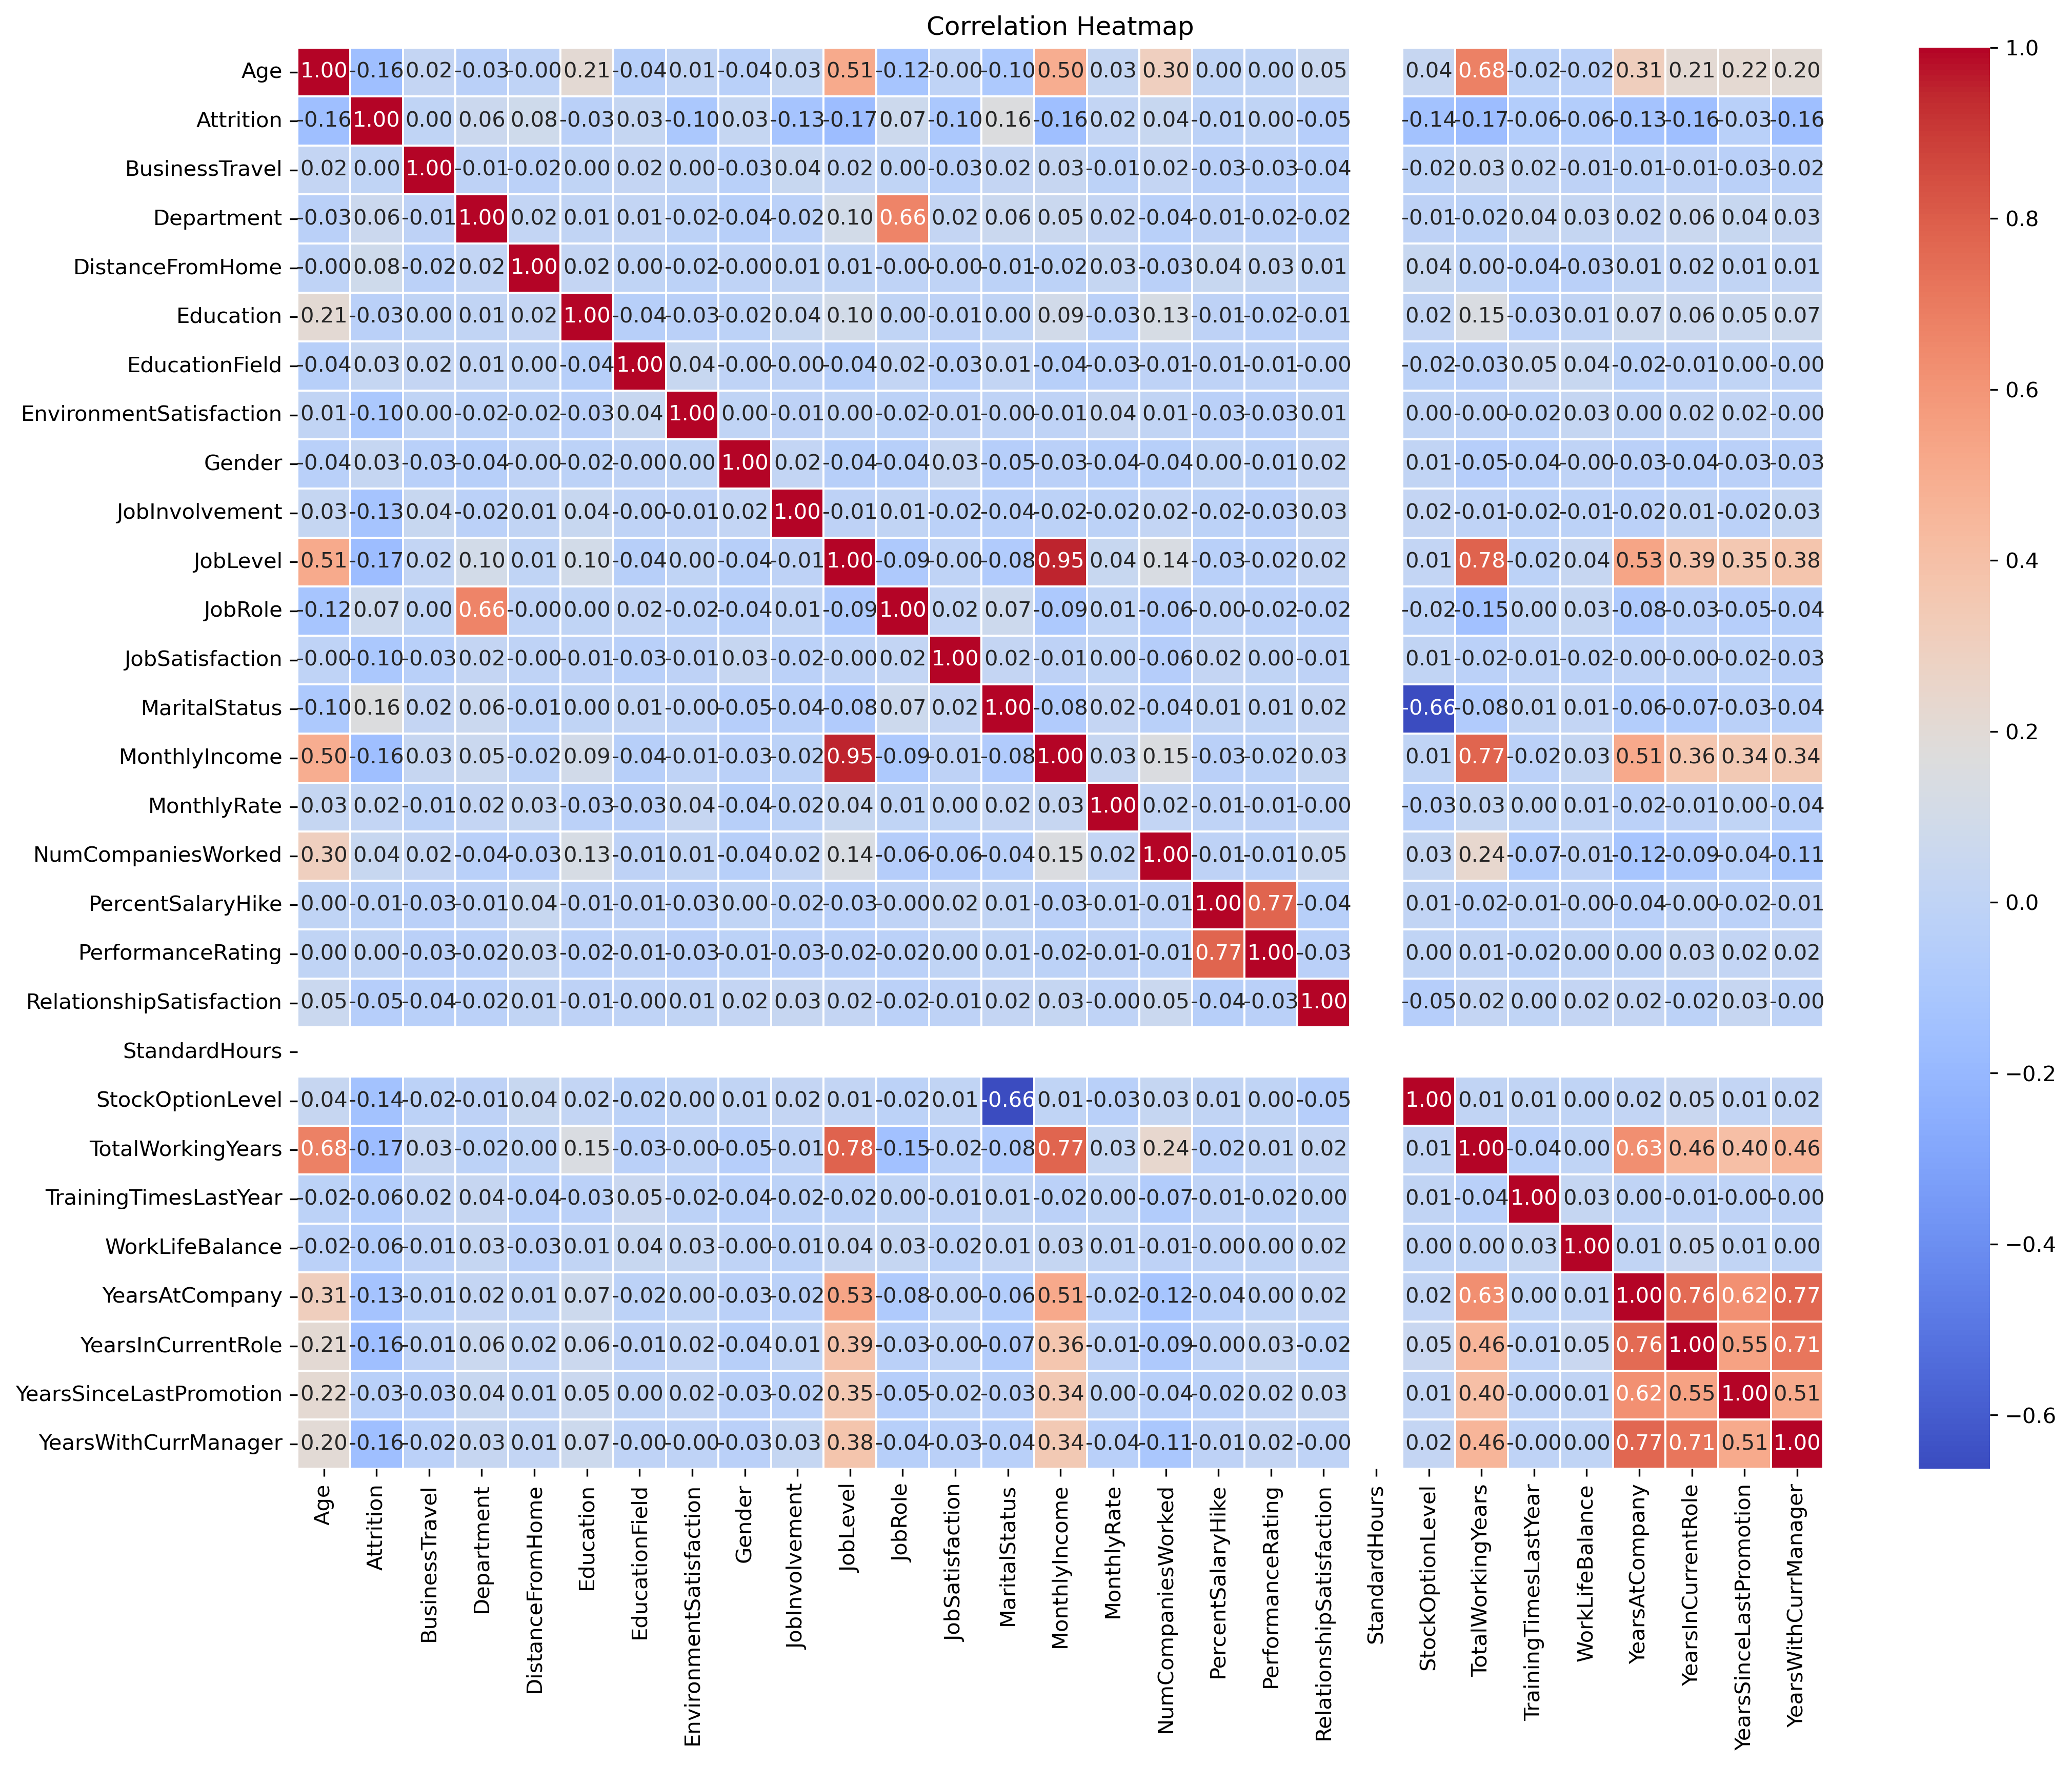 Correlation Heatmap
Age 1.00 -0.16 0.02 -0.03 -0.00 0.21 -0.04 0.01 -0.04 0.03 0.51 -0.12 -0.00 -0.10 0.50 0.03 0.30 0.00 0.00 0.05 0.04 0.68 -0.02 -0.02 0.31 0.21 0.22 0.20
Attrition -0.16 1.00 0.00 0.06 0.08 -0.03 0.03 -0.10 0.03 -0.13 -0.17 0.07 -0.10 0.16 -0.16 0.02 0.04 -0.01 0.00 -0.05 -0.14 -0.17 -0.06 -0.06 -0.13 -0.16 -0.03 -0.16
BusinessTravel 0.02 0.00 1.00 -0.01 -0.02 0.00 0.02 0.00 -0.03 0.04 0.02 0.00 -0.03 0.02 0.03 -0.01 0.02 -0.03 -0.03 -0.04 -0.02 0.03 0.02 -0.01 -0.01 -0.01 -0.03 -0.02
Department -0.03 0.06 -0.01 1.00 0.02 0.01 0.01 -0.02 -0.04 -0.02 0.10 0.66 0.02 0.06 0.05 0.02 -0.04 -0.01 -0.02 -0.02 -0.01 -0.02 0.04 0.03 0.02 0.06 0.04 0.03
DistanceFromHome -0.00 0.08 -0.02 0.02 1.00 0.02 0.00 -0.02 -0.00 0.01 0.01 -0.00 -0.00 -0.01 -0.02 0.03 -0.03 0.04 0.03 0.01 0.04 0.00 -0.04 -0.03 0.01 0.02 0.01 0.01
Education 0.21 -0.03 0.00 0.01 0.02 1.00 -0.04 -0.03 -0.02 0.04 0.10 0.00 -0.01 0.00 0.09 -0.03 0.13 -0.01 -0.02 -0.01 0.02 0.15 -0.03 0.01 0.07 0.06 0.05 0.07
EducationField -0.04 0.03 0.02 0.01 0.00 -0.04 1.00 0.04 -0.00 -0.00 -0.04 0.02 -0.03 0.01 -0.04 -0.03 -0.01 -0.01 -0.01 -0.00 -0.02 -0.03 0.05 0.04 -0.02 -0.01 0.00 -0.00
EnvironmentSatisfaction 0.01 -0.10 0.00 -0.02 -0.02 -0.03 0.04 1.00 0.00 -0.01 0.00 -0.02 -0.01 -0.00 -0.01 0.04 0.01 -0.03 -0.03 0.01 0.00 -0.00 -0.02 0.03 0.00 0.02 0.02 -0.00
Gender -0.04 0.03 -0.03 -0.04 -0.00 -0.02 -0.00 0.00 1.00 0.02 -0.04 -0.04 0.03 -0.05 -0.03 -0.04 -0.04 0.00 -0.01 0.02 0.01 -0.05 -0.04 -0.00 -0.03 -0.04 -0.03 -0.03
JobInvolvement 0.03 -0.13 0.04 -0.02 0.01 0.04 -0.00 -0.01 0.02 1.00 -0.01 0.01 -0.02 -0.04 -0.02 -0.02 0.02 -0.02 -0.03 0.03 0.02 -0.01 -0.02 -0.01 -0.02 0.01 -0.02 0.03
JobLevel 0.51 -0.17 0.02 0.10 0.01 0.10 -0.04 0.00 -0.04 -0.01 1.00 -0.09 -0.00 -0.08 0.95 0.04 0.14 -0.03 -0.02 0.02 0.01 0.78 -0.02 0.04 0.53 0.39 0.35 0.38
JobRole -0.12 0.07 0.00 0.66 -0.00 0.00 0.02 -0.02 -0.04 0.01 -0.09 1.00 0.02 0.07 -0.09 0.01 -0.06 -0.00 -0.02 -0.02 -0.02 -0.15 0.00 0.03 -0.08 -0.03 -0.05 -0.04
JobSatisfaction -0.00 -0.10 -0.03 0.02 -0.00 -0.01 -0.03 -0.01 0.03 -0.02 -0.00 0.02 1.00 0.02 -0.01 0.00 -0.06 0.02 0.00 -0.01 0.01 -0.02 -0.01 -0.02 -0.00 -0.00 -0.02 -0.03
MaritalStatus -0.10 0.16 0.02 0.06 -0.01 0.00 0.01 -0.00 -0.05 -0.04 -0.08 0.07 0.02 1.00 -0.08 0.02 -0.04 0.01 0.01 0.02 -0.66 -0.08 0.01 0.01 -0.06 -0.07 -0.03 -0.04
MonthlyIncome 0.50 -0.16 0.03 0.05 -0.02 0.09 -0.04 -0.01 -0.03 -0.02 0.95 -0.09 -0.01 -0.08 1.00 0.03 0.15 -0.03 -0.02 0.03 0.01 0.77 -0.02 0.03 0.51 0.36 0.34 0.34
MonthlyRate 0.03 0.02 -0.01 0.02 0.03 -0.03 -0.03 0.04 -0.04 -0.02 0.04 0.01 0.00 0.02 0.03 1.00 0.02 -0.01 -0.01 -0.00 -0.03 0.03 0.00 0.01 -0.02 -0.01 0.00 -0.04
NumCompaniesWorked 0.30 0.04 0.02 -0.04 -0.03 0.13 -0.01 0.01 -0.04 0.02 0.14 -0.06 -0.06 -0.04 0.15 0.02 1.00 -0.01 -0.01 0.05 0.03 0.24 -0.07 -0.01 -0.12 -0.09 -0.04 -0.11
PercentSalaryHike 0.00 -0.01 -0.03 -0.01 0.04 -0.01 -0.01 -0.03 0.00 -0.02 -0.03 -0.00 0.02 0.01 -0.03 -0.01 -0.01 1.00 0.77 -0.04 0.01 -0.02 -0.01 -0.00 -0.04 -0.00 -0.02 -0.01
PerformanceRating 0.00 0.00 -0.03 -0.02 0.03 -0.02 -0.01 -0.03 -0.01 -0.03 -0.02 -0.02 0.00 0.01 -0.02 -0.01 -0.01 0.77 1.00 -0.03 0.00 0.01 -0.02 0.00 0.00 0.03 0.02 0.02
RelationshipSatisfaction 0.05 -0.05 -0.04 -0.02 0.01 -0.01 -0.00 0.01 0.02 0.03 0.02 -0.02 -0.01 0.02 0.03 -0.00 0.05 -0.04 -0.03 1.00 -0.05 0.02 0.00 0.02 0.02 -0.02 0.03 -0.00
StandardHours
StockOptionLevel 0.04 -0.14 -0.02 -0.01 0.04 0.02 -0.02 0.00 0.01 0.02 0.01 -0.02 0.01 -0.66 0.01 -0.03 0.03 0.01 0.00 -0.05 1.00 0.01 0.01 0.00 0.02 0.05 0.01 0.02
TotalWorkingYears 0.68 -0.17 0.03 -0.02 0.00 0.15 -0.03 -0.00 -0.05 -0.01 0.78 -0.15 -0.02 -0.08 0.77 0.03 0.24 -0.02 0.01 0.02 0.01 1.00 -0.04 0.00 0.63 0.46 0.40 0.46
TrainingTimesLastYear -0.02 -0.06 0.02 0.04 -0.04 -0.03 0.05 -0.02 -0.04 -0.02 -0.02 0.00 -0.01 0.01 -0.02 0.00 -0.07 -0.01 -0.02 0.00 0.01 -0.04 1.00 0.03 0.00 -0.01 -0.00 -0.00
WorkLifeBalance -0.02 -0.06 -0.01 0.03 -0.03 0.01 0.04 0.03 -0.00 -0.01 0.04 0.03 -0.02 0.01 0.03 0.01 -0.01 -0.00 0.00 0.02 0.00 0.00 0.03 1.00 0.01 0.05 0.01 0.00
YearsAtCompany 0.31 -0.13 -0.01 0.02 0.01 0.07 -0.02 0.00 -0.03 -0.02 0.53 -0.08 -0.00 -0.06 0.51 -0.02 -0.12 -0.04 0.00 0.02 0.02 0.63 0.00 0.01 1.00 0.76 0.62 0.77
YearsInCurrentRole 0.21 -0.16 -0.01 0.06 0.02 0.06 -0.01 0.02 -0.04 0.01 0.39 -0.03 -0.00 -0.07 0.36 -0.01 -0.09 -0.00 0.03 -0.02 0.05 0.46 -0.01 0.05 0.76 1.00 0.55 0.71
YearsSinceLastPromotion 0.22 -0.03 -0.03 0.04 0.01 0.05 0.00 0.02 -0.03 -0.02 0.35 -0.05 -0.02 -0.03 0.34 0.00 -0.04 -0.02 0.02 0.03 0.01 0.40 -0.00 0.01 0.62 0.55 1.00 0.51
YearsWithCurrManager 0.20 -0.16 -0.02 0.03 0.01 0.07 -0.00 -0.00 -0.03 0.03 0.38 -0.04 -0.03 -0.04 0.34 -0.04 -0.11 -0.01 0.02 -0.00 0.02 0.46 -0.00 0.00 0.77 0.71 0.51 1.00
Age
Attrition
BusinessTravel
Department
DistanceFromHome
Education
EducationField
EnvironmentSatisfaction
Gender
JobInvolvement
JobLevel
JobRole
JobSatisfaction
MaritalStatus
MonthlyIncome
MonthlyRate
NumCompaniesWorked
PercentSalaryHike
PerformanceRating
RelationshipSatisfaction
StandardHours
StockOptionLevel
TotalWorkingYears
TrainingTimesLastYear
WorkLifeBalance
YearsAtCompany
YearsInCurrentRole
YearsSinceLastPromotion
YearsWithCurrManager
1.0
0.8
0.6
0.4
0.2
0.0
−0.2
−0.4
−0.6